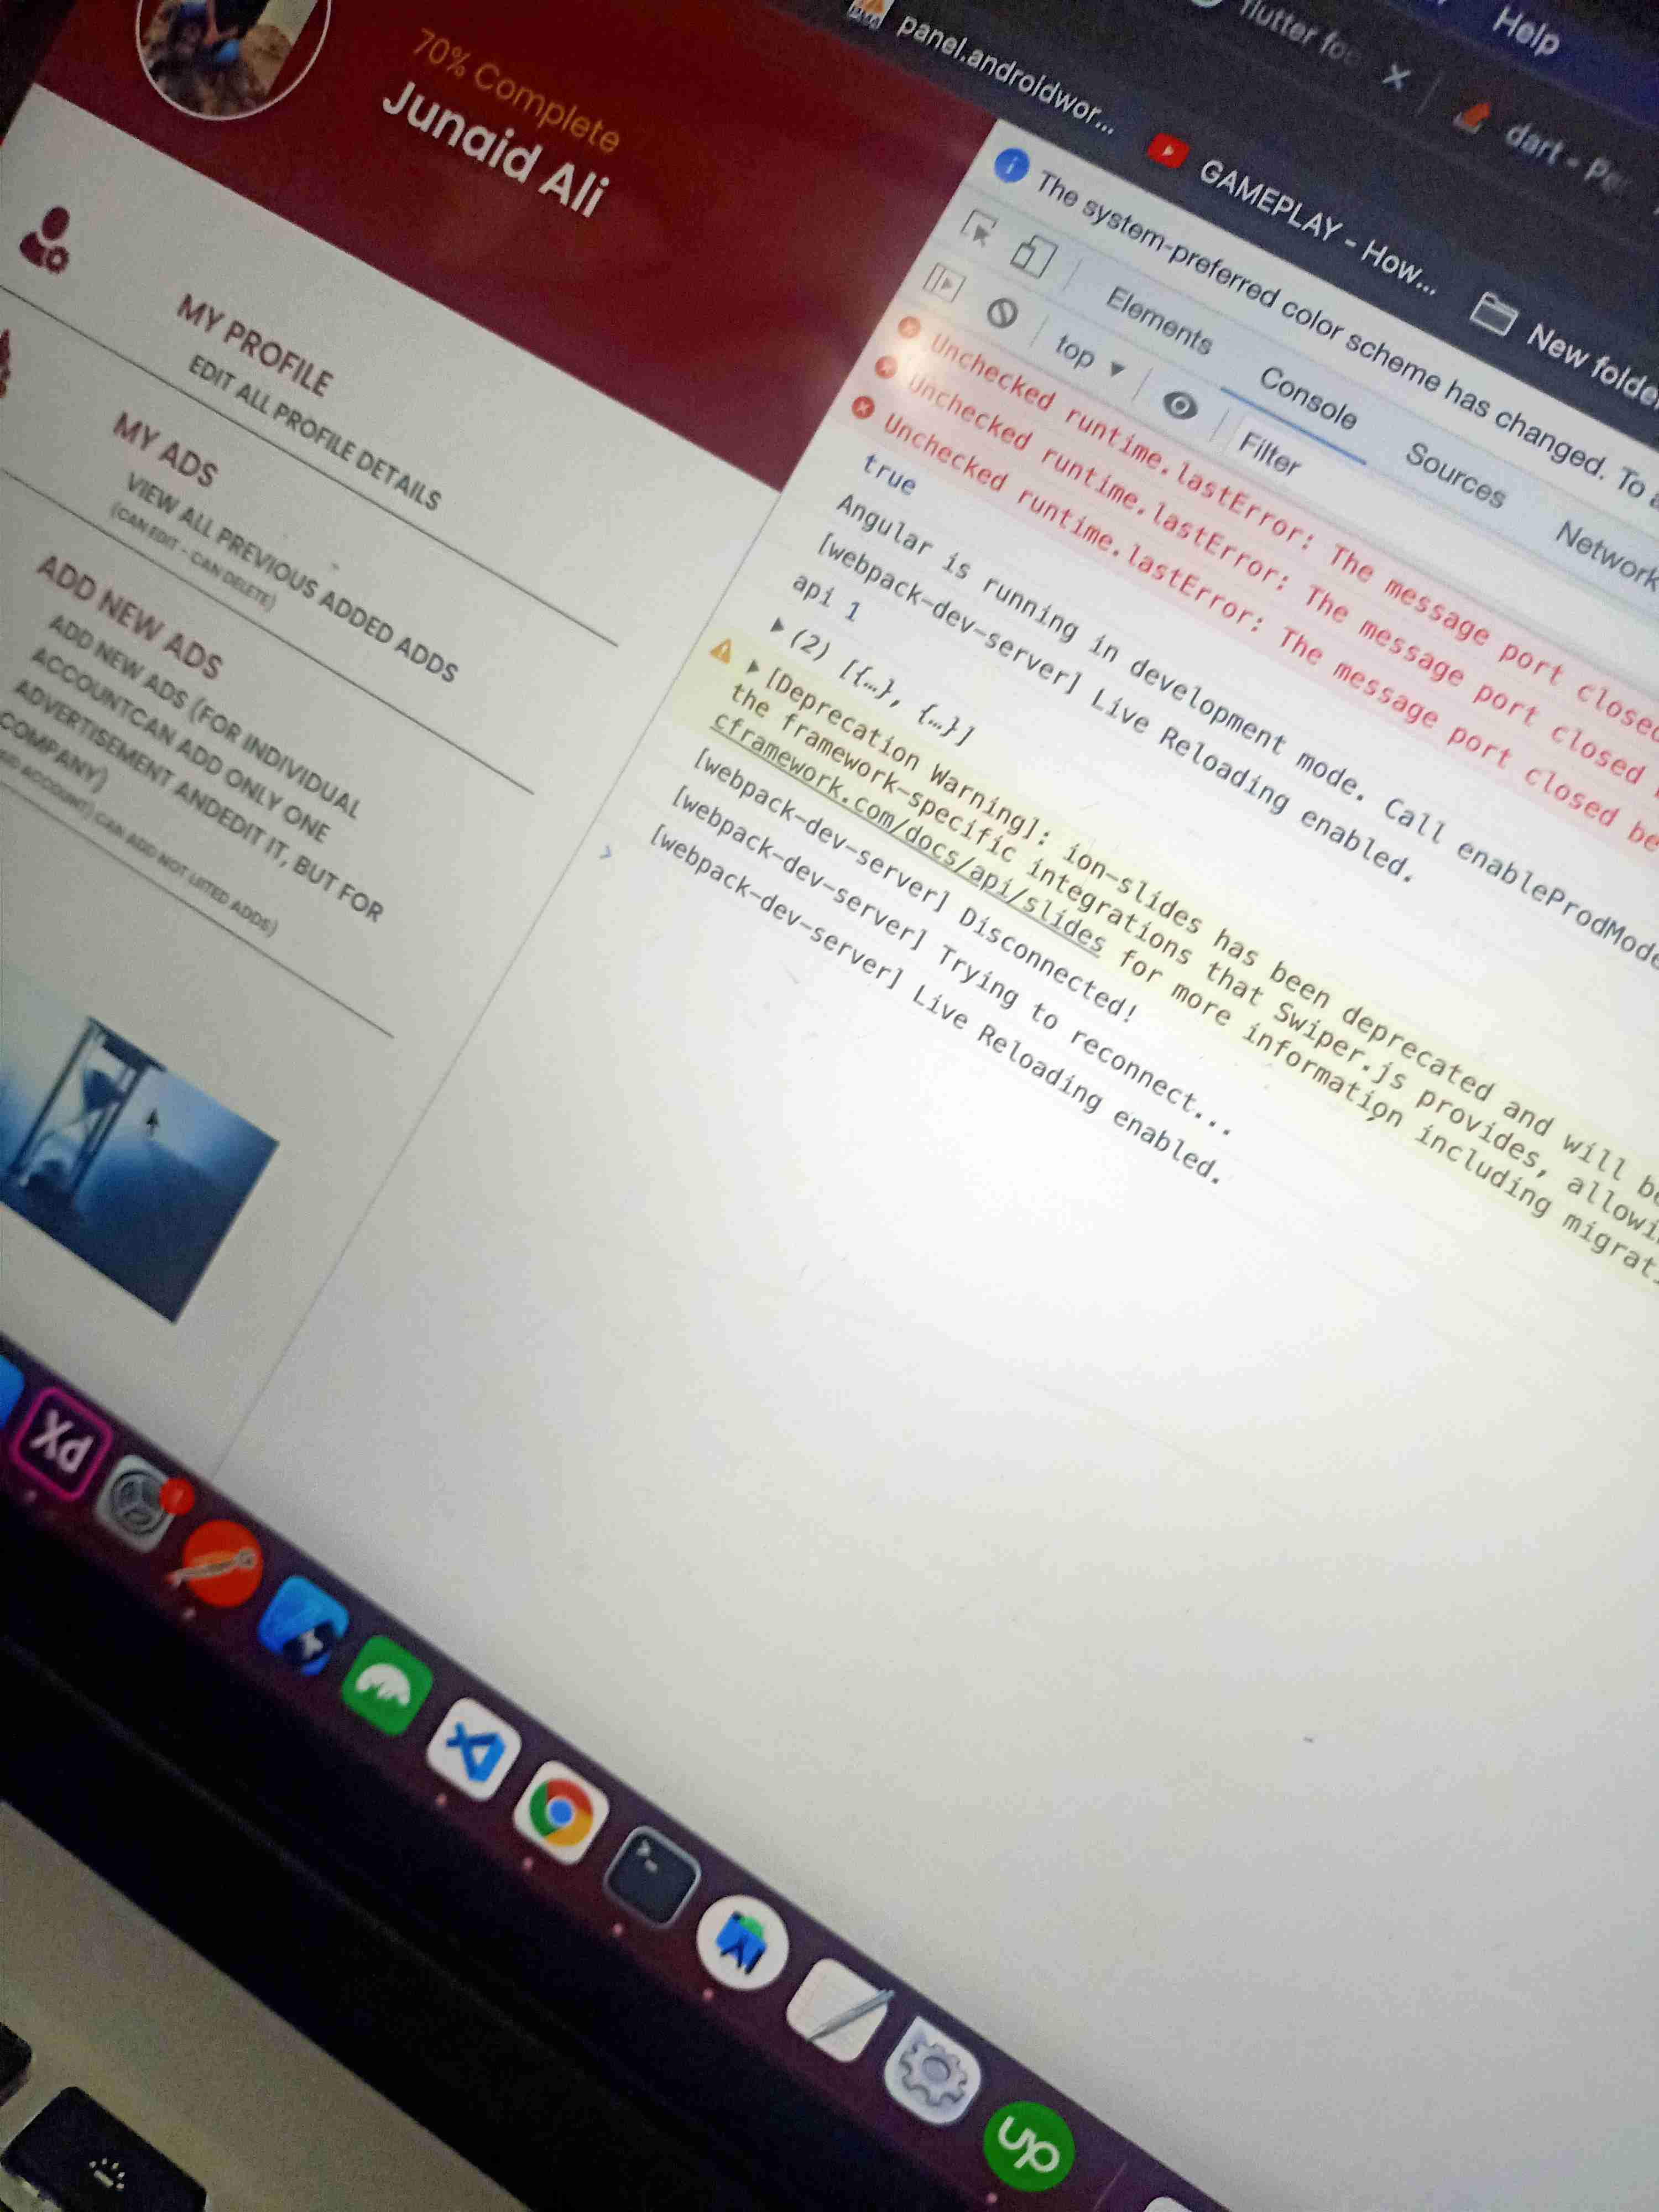 Help
flutter foo
dart - Pe
panel.androidwor...
GAMEPLAY - How...
New folde
70% Complete
Junaid Ali
MY PROFILE
EDIT ALL PROFILE DETAILS
MY ADS
VIEW ALL PREVIOUS ADDED ADDS
(CAN EDIT - CAN DELETE)
ADD NEW ADS
ADD NEW ADS (FOR INDIVIDUAL
ACCOUNTCAN ADD ONLY ONE
ADVERTISEMENT ANDEDIT IT, BUT FOR
COMPANY)
ACCOUNT) CAN ADD NOT LISTED ADDS)
The system-preferred color scheme has changed. To a
Elements
Console
Sources
Network
top
Filter
Unchecked runtime.lastError: The message port closed
Unchecked runtime.lastError: The message port closed
Unchecked runtime.lastError: The message port closed be
true
Angular is running in development mode. Call enableProdMode
[webpack-dev-server] Live Reloading enabled.
api 1
(2) [{…}, {…}]
[Deprecation Warning]: ion-slides has been deprecated and will be
the framework-specific integrations that Swiper.js provides, allowi
cframework.com/docs/api/slides for more information including migrat
[webpack-dev-server] Disconnected!
[webpack-dev-server] Trying to reconnect...
[webpack-dev-server] Live Reloading enabled.
Xd
1
up